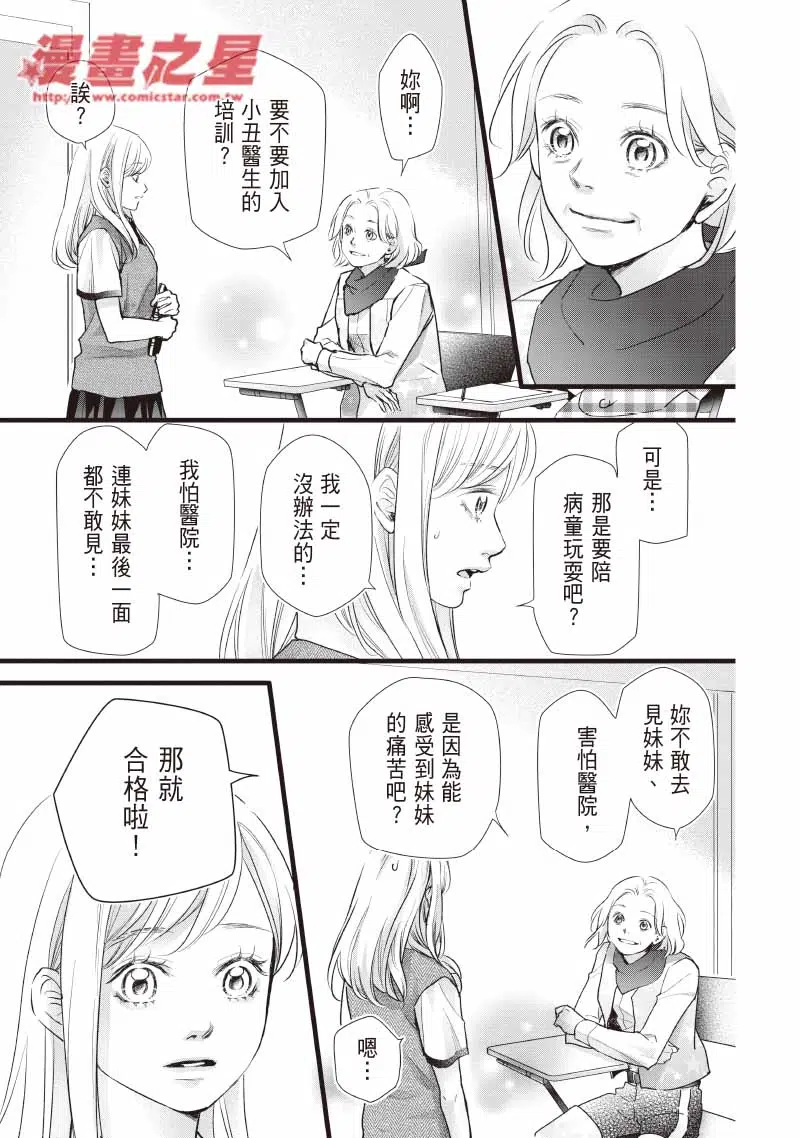 漫畫之星
http://www.comicstar.com.tw
妳啊…
要不要加入
小丑醫生的
培訓？
誒？
可是…
那是要陪
病童玩耍吧？
我一定
沒辦法的…
我怕醫院…
連妹妹最後一面
都不敢見…
妳不敢去
見妹妹、
害怕醫院，
是因為能
感受到妹妹
的痛苦吧？
嗯…
那就
合格啦！